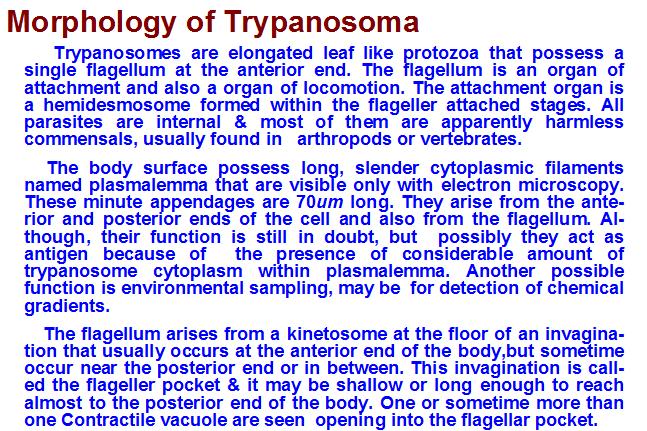 Morphology of Trypanosoma
Trypanosomes are elongated leaf like protozoa that possess a
single flagellum at the anterior end. The flagellum is an organ of
attachment and also a organ of locomotion. The attachment organ is
a hemidesmosome formed within the flageller attached stages. All
parasites are internal & most of them are apparently harmless
commensals, usually found in arthropods or vertebrates.
The body surface possess long, slender cytoplasmic filaments
named plasmalemma that are visible only with electron microscopy.
These minute appendages are 70um long. They arise from the ante-
rior and posterior ends of the cell and also from the flagellum. Al-
though, their function is still in doubt, but possibly they act as
antigen because of the presence of considerable amount of
trypanosome cytoplasm within plasmalemma. Another possible
function is environmental sampling, may be for detection of chemical
gradients.
The flagellum arises from a kinetosome at the floor of an invagina-
tion that usually occurs at the anterior end of the body,but sometime
occur near the posterior end or in between. This invagination is call-
ed the flageller pocket & it may be shallow or long enough to reach
almost to the posterior end of the body. One or sometime more than
one Contractile vacuole are seen opening into the flagellar pocket.